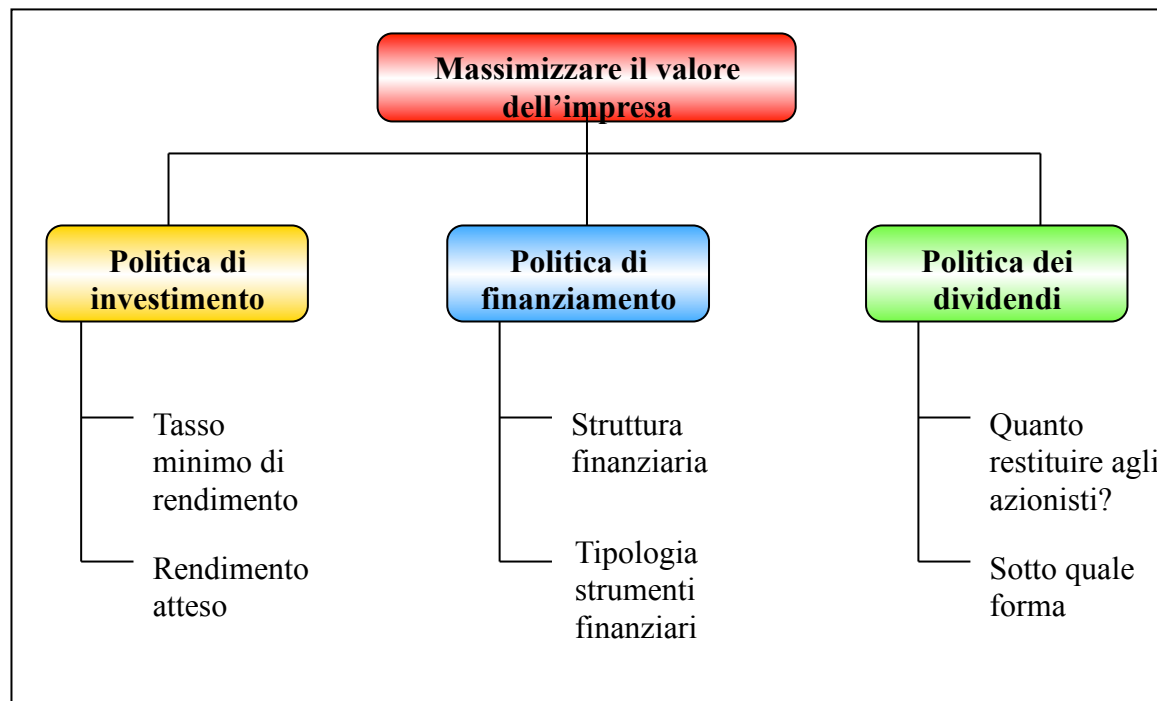 Massimizzare il valore
dell’impresa
Politica di
investimento
Politica di
finanziamento
Politica dei
dividendi
Tasso
minimo di
rendimento
Rendimento
atteso
Struttura
finanziaria
Tipologia
strumenti
finanziari
Quanto
restituire agli
azionisti?
Sotto quale
forma